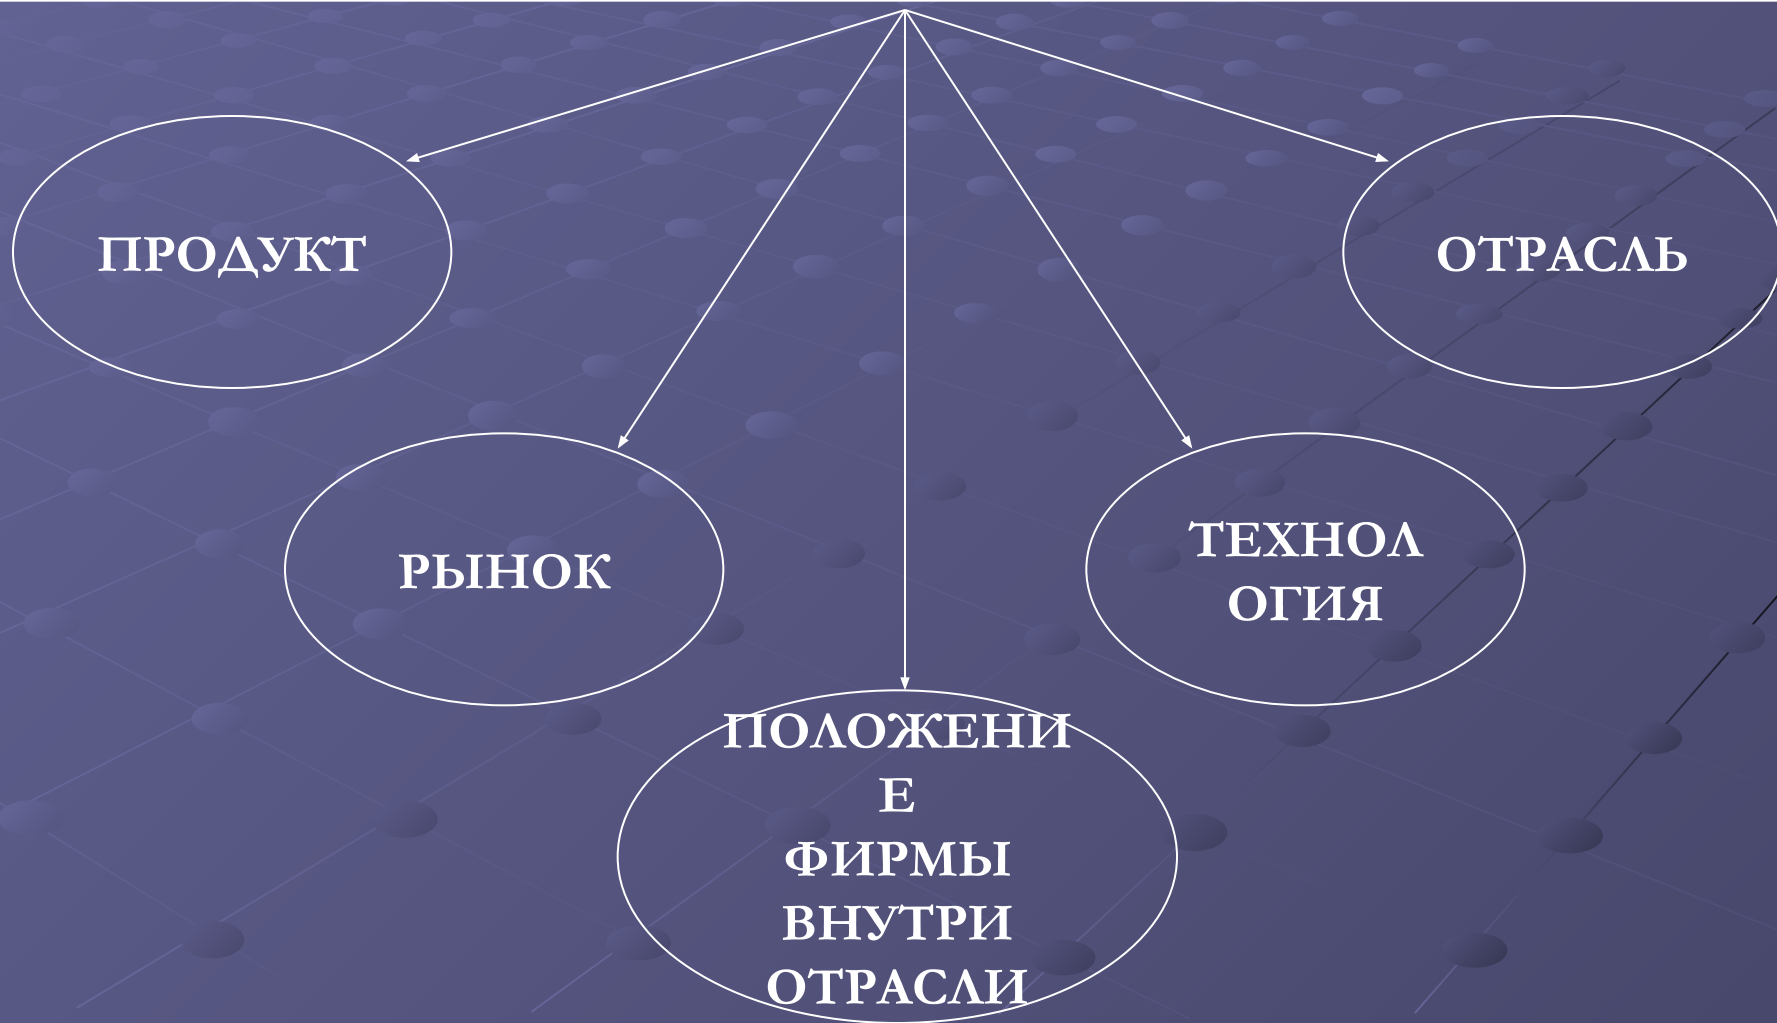 ПРОДУКТ
ОТРАСЛЬ
РЫНОК
ТЕХНОЛ
ОГИЯ
ПОЛОЖЕНИ
Е
ФИРМЫ
ВНУТРИ
ОТРАСЛИ